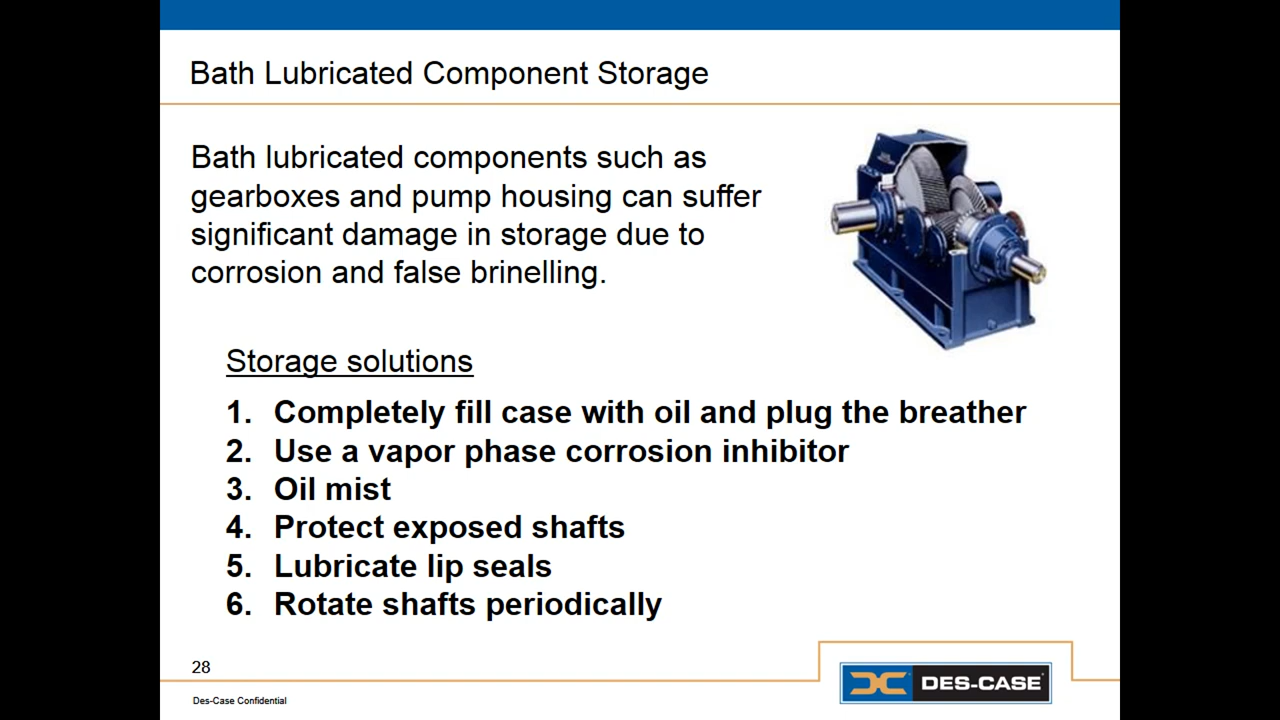 Bath Lubricated Component Storage
Bath lubricated components such as
gearboxes and pump housing can suffer
significant damage in storage due to
corrosion and false brinelling.
Storage solutions
1. Completely fill case with oil and plug the breather
2. Use a vapor phase corrosion inhibitor
3. Oil mist
4. Protect exposed shafts
5. Lubricate lip seals
6. Rotate shafts periodically
28
Des-Case Confidential
DES-CASE